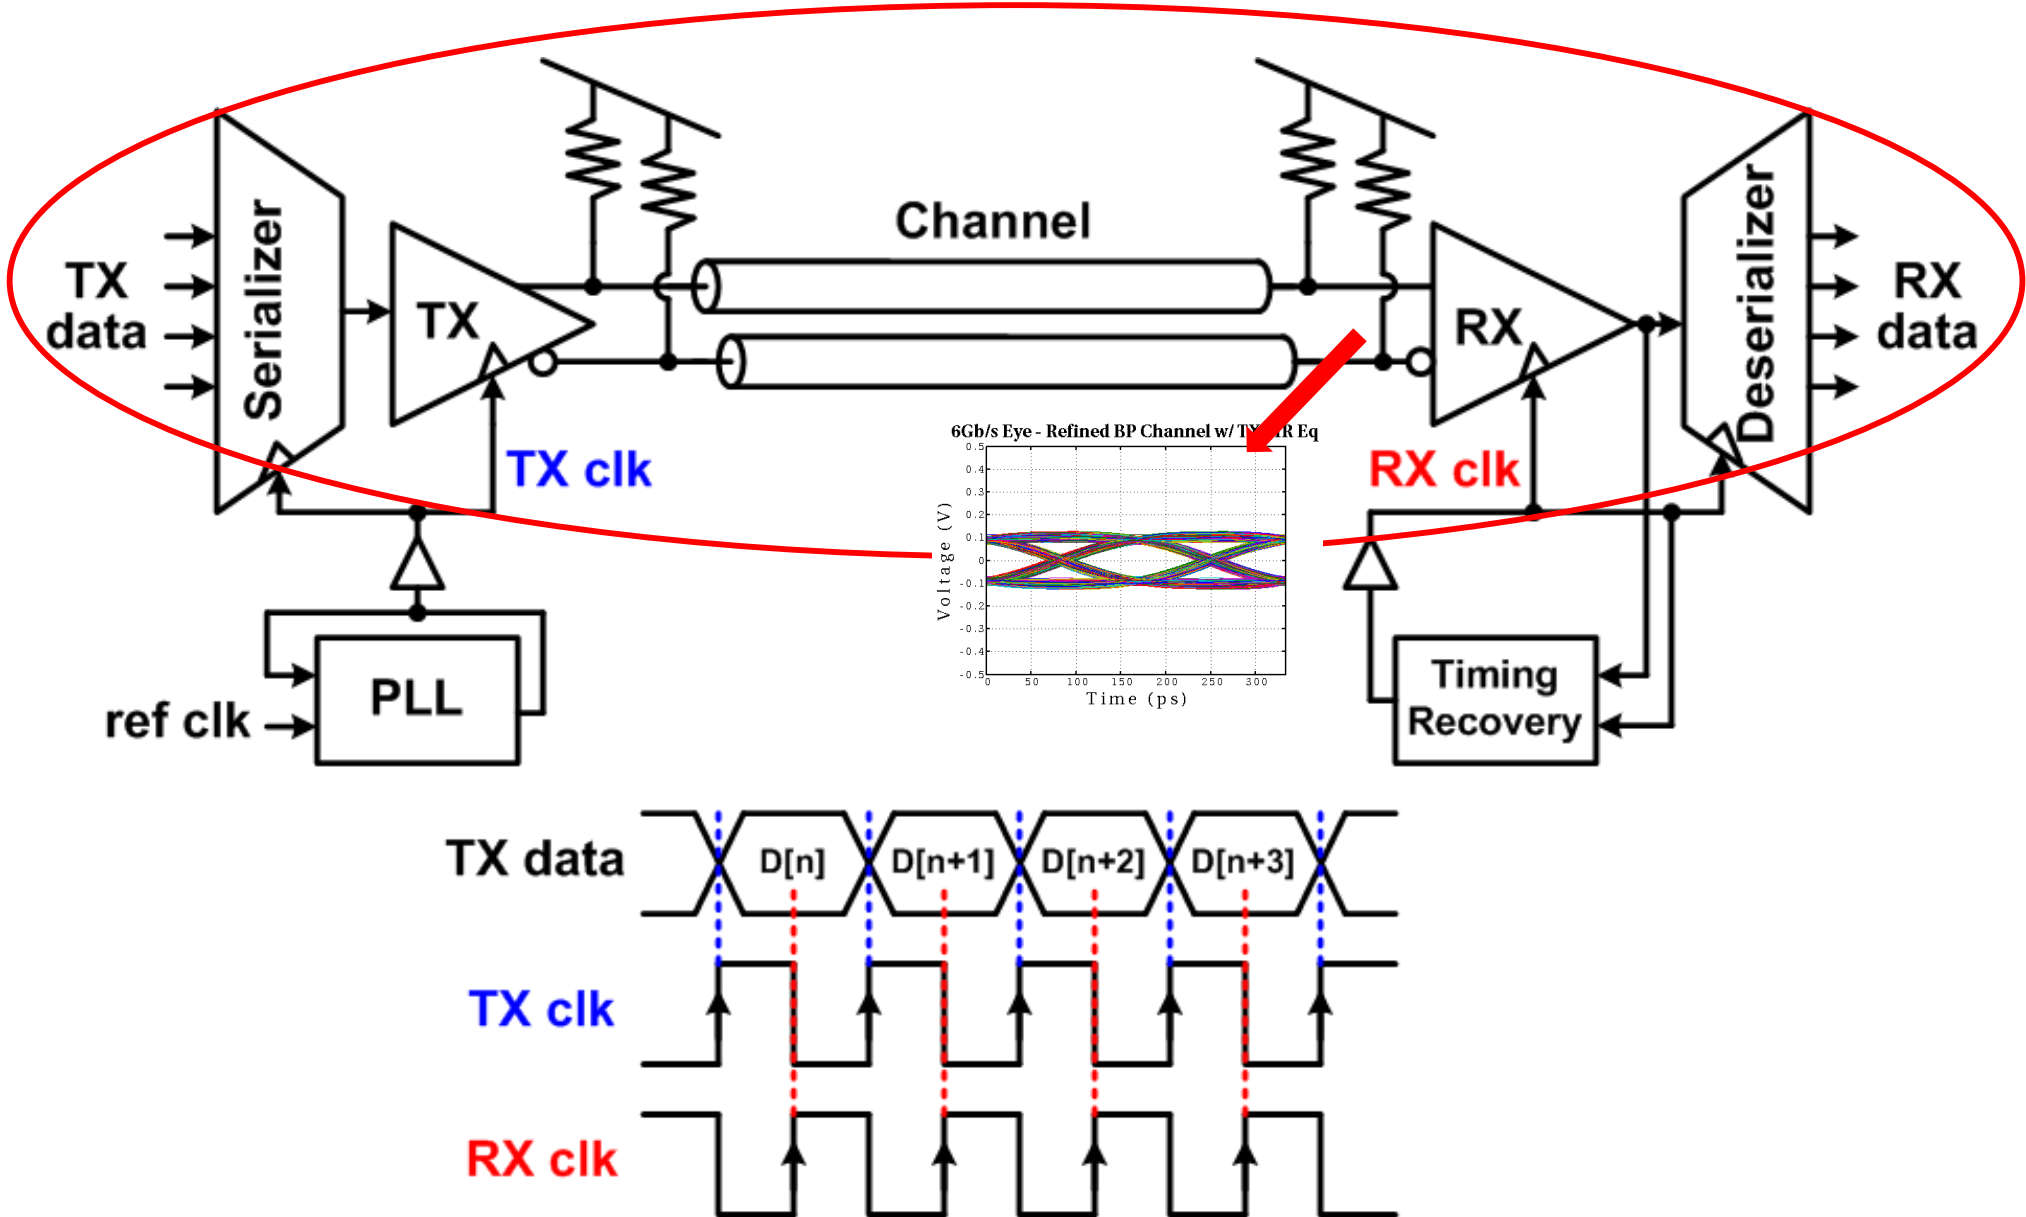 Channel
TX
data
Serializer
TX
RX
Deserializer
RX
data
TX clk
RX clk
6Gb/s Eye - Refined BP Channel w/ Eq
Voltage (V)
0.5
0.4
0.3
0.2
0.1
0
-0.1
-0.2
-0.3
-0.4
-0.5
0 50 100 150 200 250 300
Time (ps)
ref clk
PLL
Timing
Recovery
TX data
D[n] D[n+1] D[n+2] D[n+3]
TX clk
RX clk